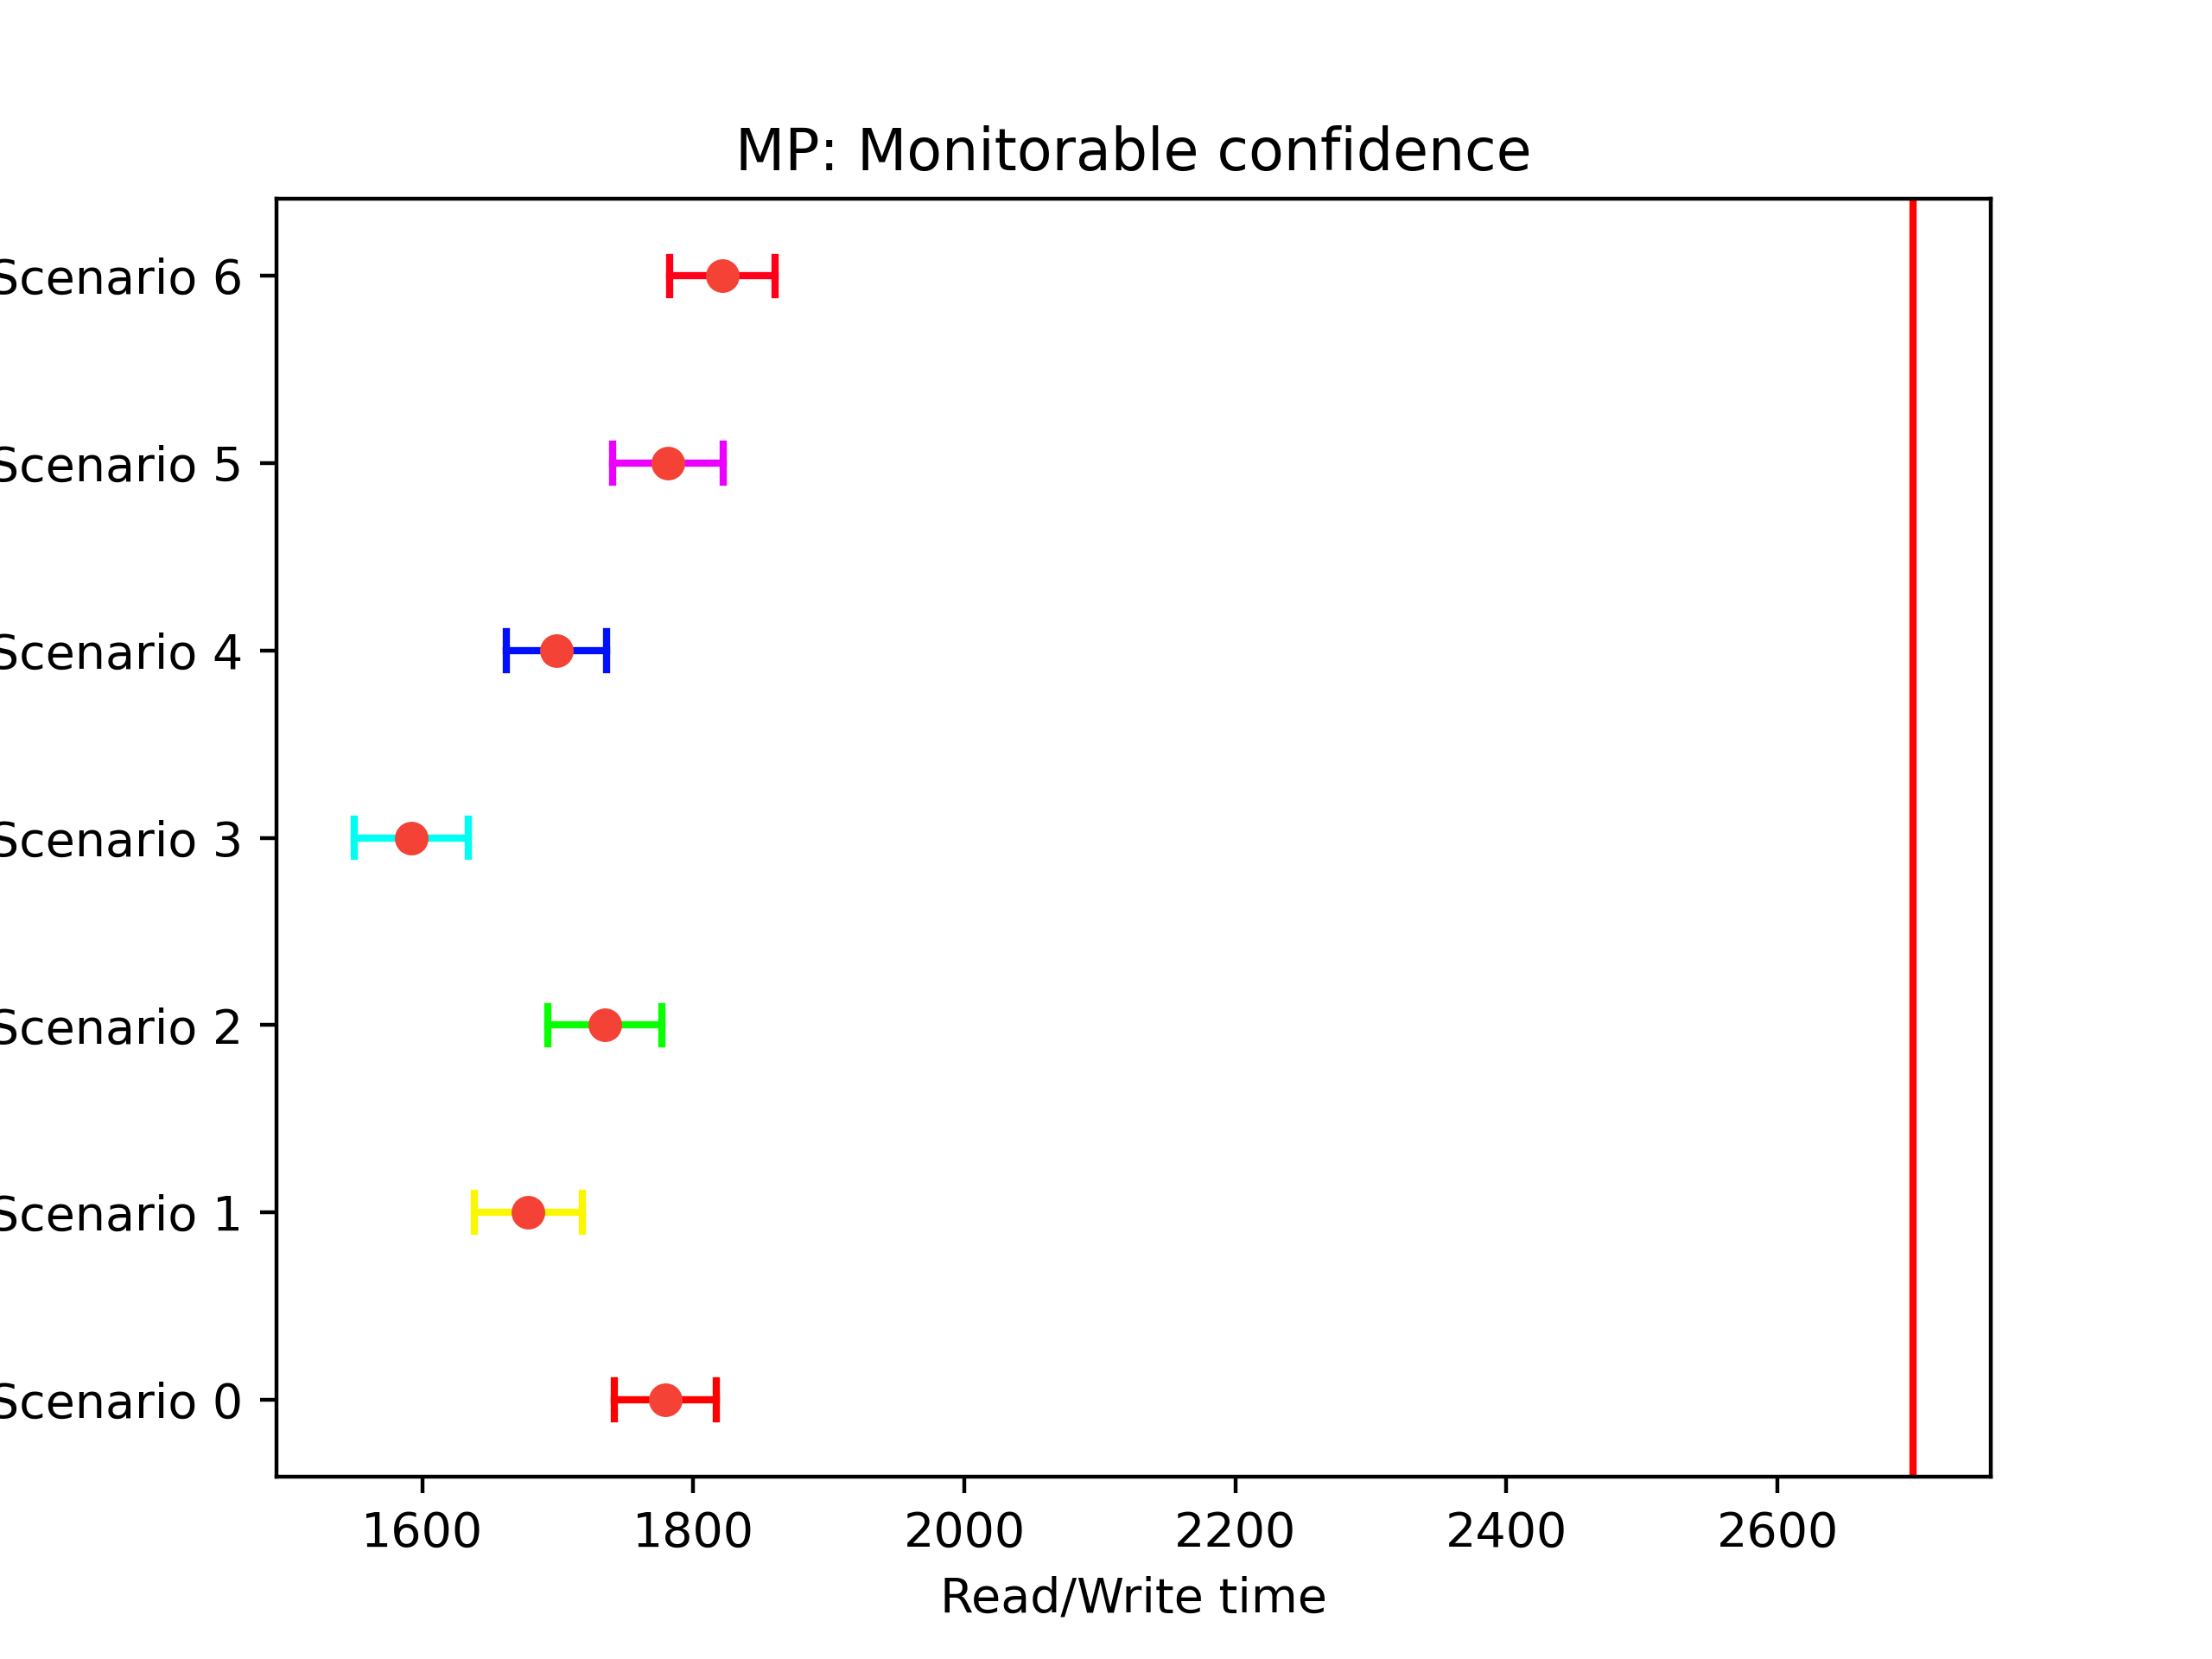 MP: Monitorable confidence
Scenario 6
Scenario 5
Scenario 4
Scenario 3
Scenario 2
Scenario 1
Scenario 0
1600 1800 2000 2200 2400 2600
Read/Write time